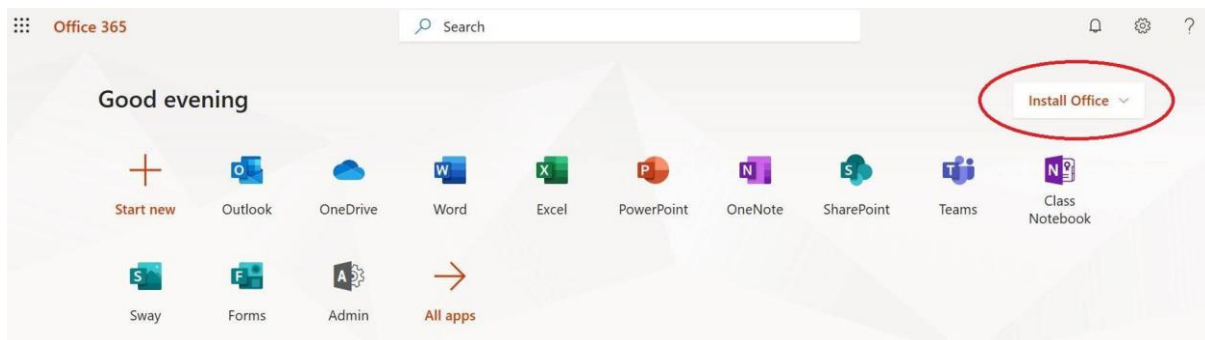 Office 365
Search
?
Good evening
Install Office
Start new
Outlook
OneDrive
Word
Excel
PowerPoint
OneNote
SharePoint
Teams
Class
Notebook
Sway
Forms
Admin
All apps